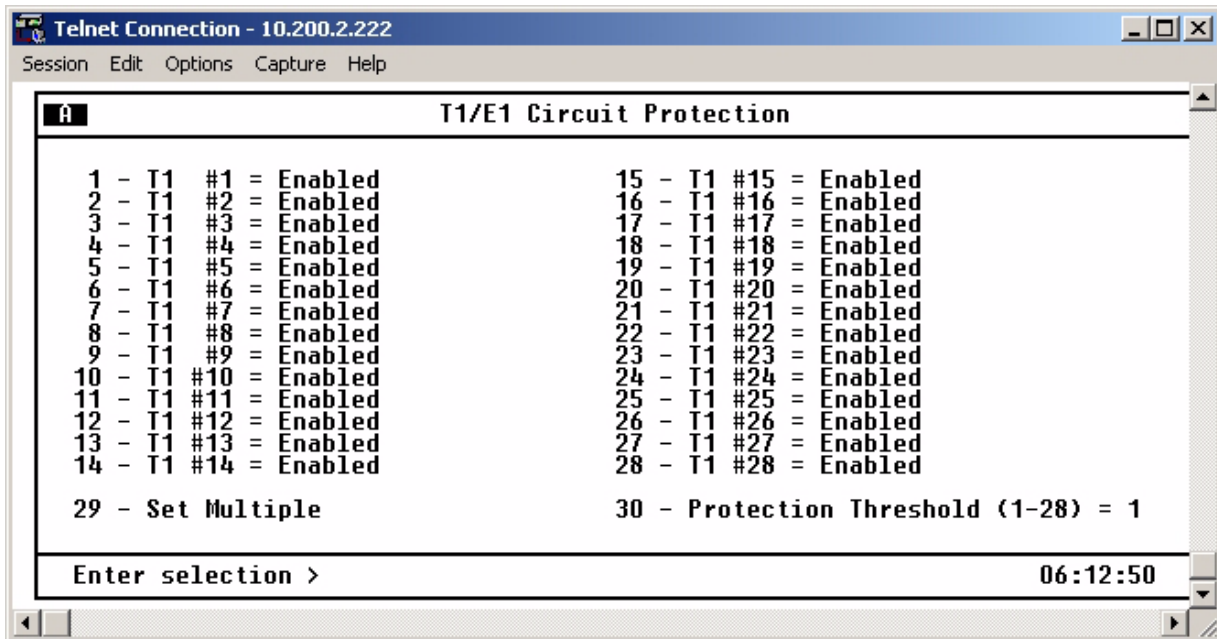 Telnet Connection - 10.200.2.222
Session Edit Options Capture Help
A T1/E1 Circuit Protection
1 - T1 #1 = Enabled 15 - T1 #15 = Enabled
2 - T1 #2 = Enabled 16 - T1 #16 = Enabled
3 - T1 #3 = Enabled 17 - T1 #17 = Enabled
4 - T1 #4 = Enabled 18 - T1 #18 = Enabled
5 - T1 #5 = Enabled 19 - T1 #19 = Enabled
6 - T1 #6 = Enabled 20 - T1 #20 = Enabled
7 - T1 #7 = Enabled 21 - T1 #21 = Enabled
8 - T1 #8 = Enabled 22 - T1 #22 = Enabled
9 - T1 #9 = Enabled 23 - T1 #23 = Enabled
10 - T1 #10 = Enabled 24 - T1 #24 = Enabled
11 - T1 #11 = Enabled 25 - T1 #25 = Enabled
12 - T1 #12 = Enabled 26 - T1 #26 = Enabled
13 - T1 #13 = Enabled 27 - T1 #27 = Enabled
14 - T1 #14 = Enabled 28 - T1 #28 = Enabled
29 - Set Multiple 30 - Protection Threshold (1-28) = 1
Enter selection > 06:12:50